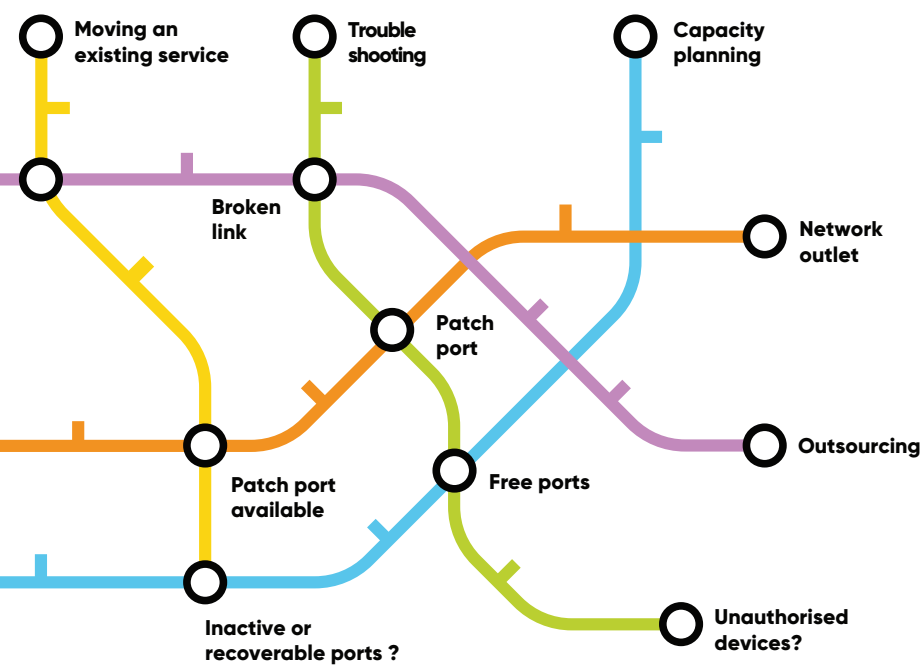 Moving an
existing service
Trouble
shooting
Capacity
planning
Broken
link
Network
outlet
Patch
port
Outsourcing
Patch port
available
Free ports
Inactive or
recoverable ports ?
Unauthorised
devices?